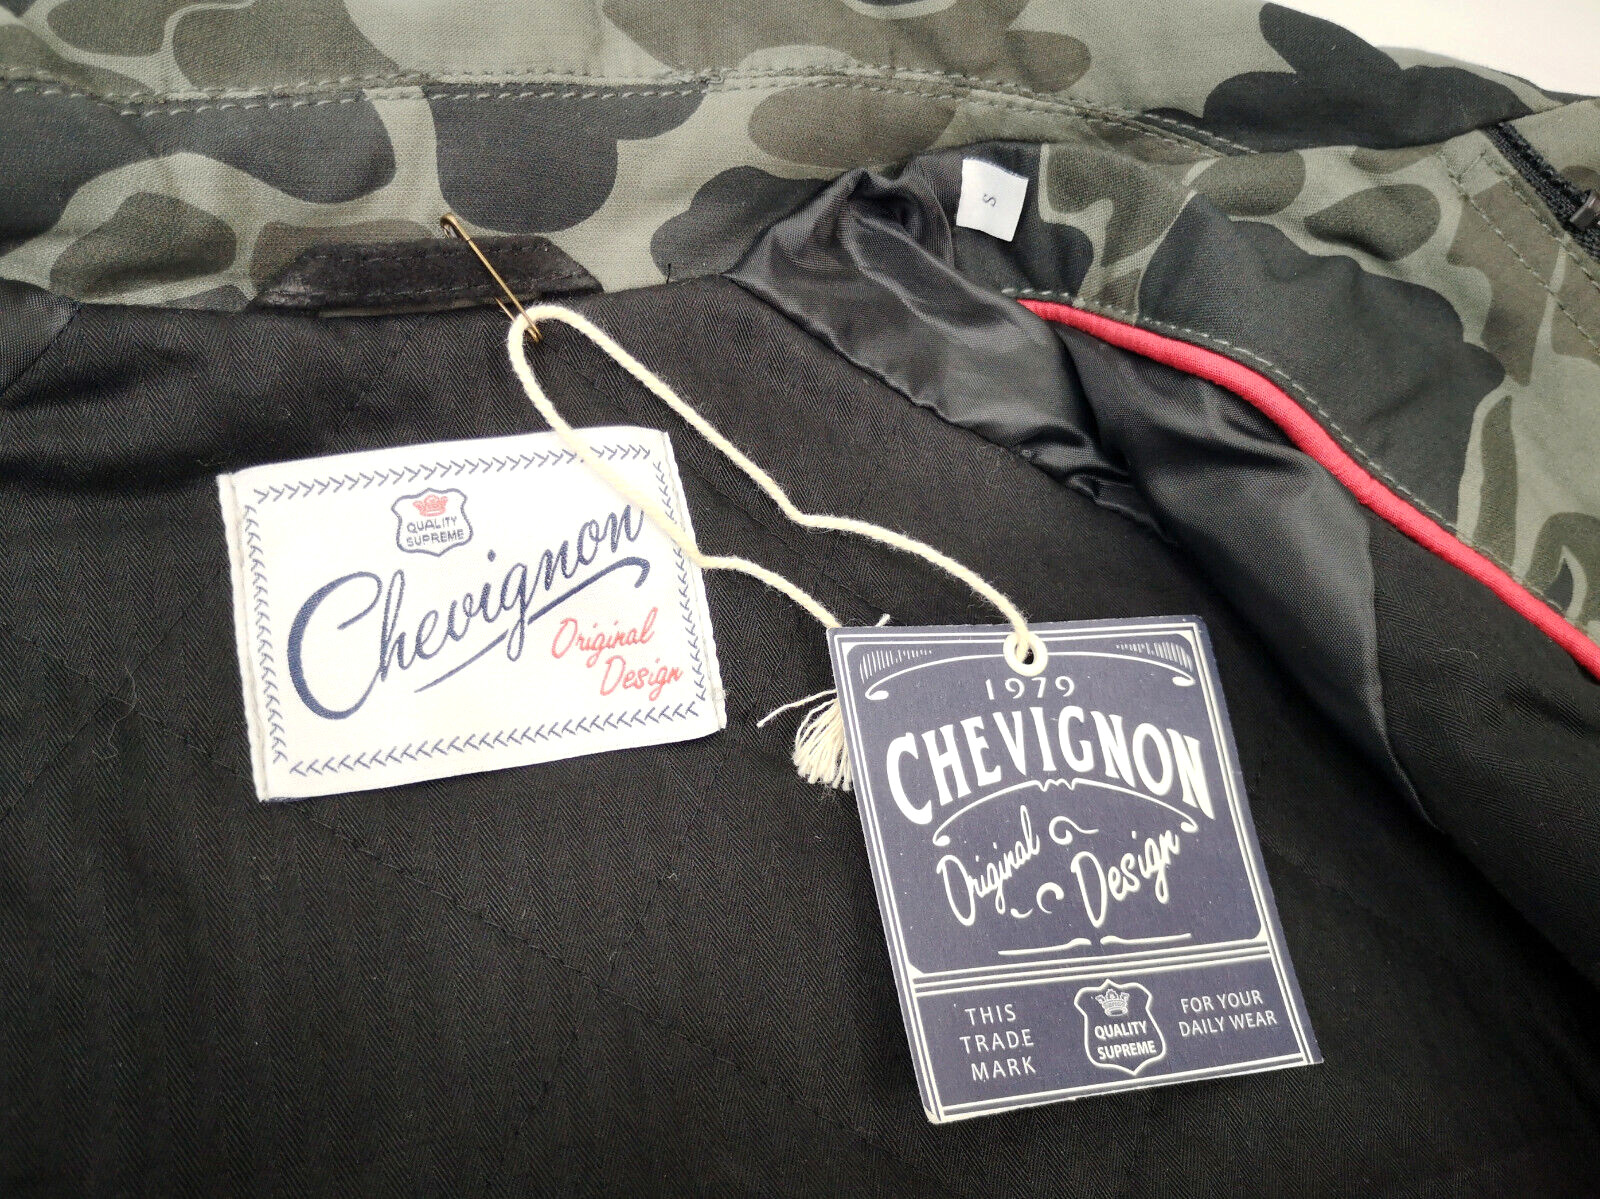 S
QUALITY
SUPREME
Chevignon
Original
Design
1979
CHEVIGNON
Original
Design
THIS
TRADE
MARK
QUALITY
SUPREME
FOR YOUR
DAILY WEAR